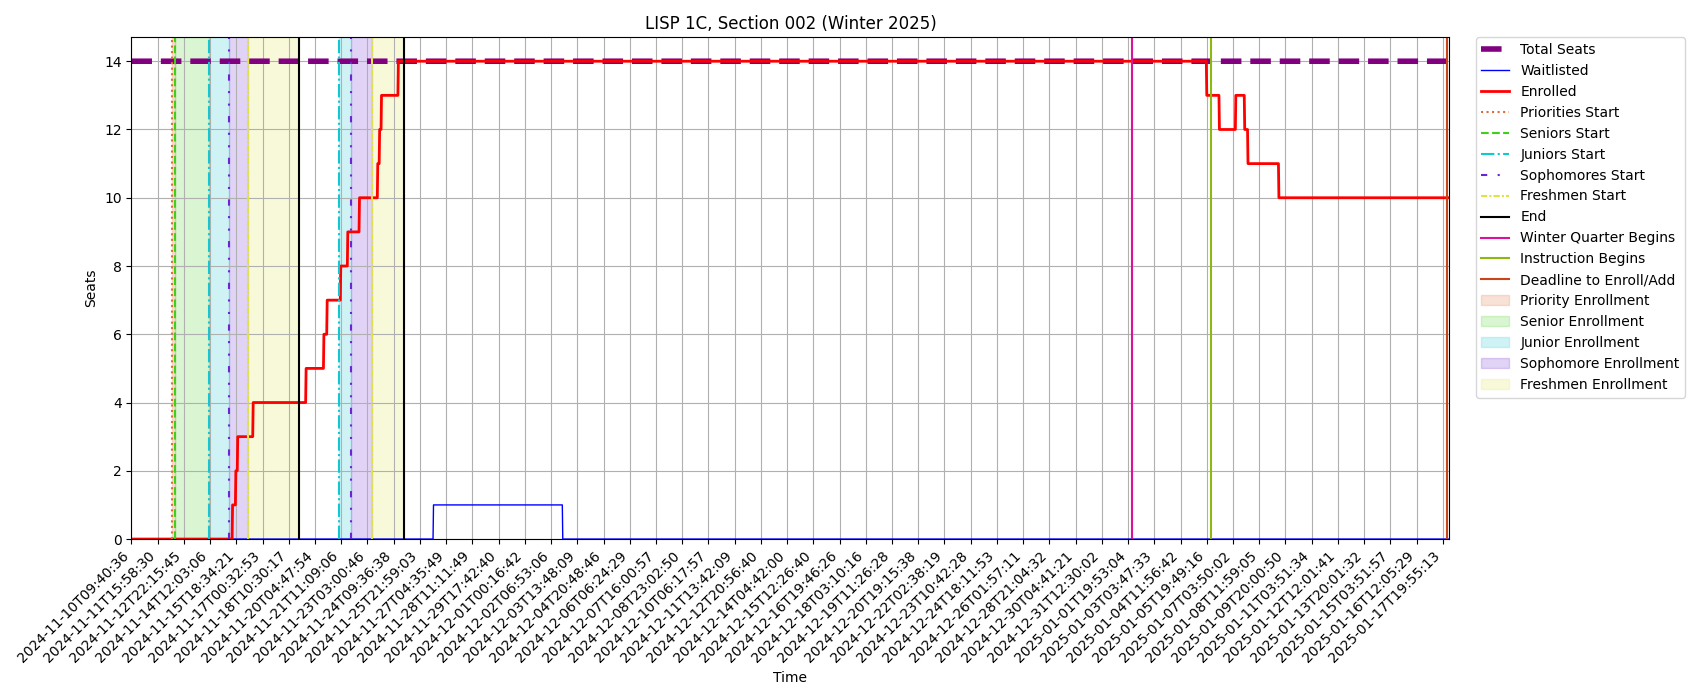 LISP 1C, Section 002 (Winter 2025)
Total Seats
Waitlisted
Enrolled
Priorities Start
Seniors Start
Juniors Start
Sophomores Start
Freshmen Start
End
Winter Quarter Begins
Instruction Begins
Deadline to Enroll/Add
Priority Enrollment
Senior Enrollment
Junior Enrollment
Sophomore Enrollment
Freshmen Enrollment
Seats
14
12
10
8
6
4
2
0
2024-11-10T09:40:36
2024-11-11T15:58:30
2024-11-12T22:15:45
2024-11-14T12:03:06
2024-11-15T18:34:21
2024-11-17T00:32:53
2024-11-18T10:30:17
2024-11-20T04:47:54
2024-11-21T11:09:06
2024-11-23T03:00:46
2024-11-24T09:36:38
2024-11-25T21:59:03
2024-11-27T04:35:49
2024-11-28T11:11:49
2024-11-29T17:42:40
2024-12-01T00:16:42
2024-12-02T06:53:06
2024-12-03T13:48:09
2024-12-04T20:48:46
2024-12-06T06:24:29
2024-12-07T16:00:57
2024-12-08T23:02:50
2024-12-10T06:17:57
2024-12-11T13:42:09
2024-12-12T20:56:40
2024-12-14T04:42:00
2024-12-15T12:26:40
2024-12-16T19:46:26
2024-12-18T03:10:16
2024-12-19T11:26:28
2024-12-20T19:15:38
2024-12-22T02:38:19
2024-12-23T10:42:28
2024-12-24T18:11:53
2024-12-26T01:57:11
2024-12-28T21:04:32
2024-12-30T04:41:21
2024-12-31T12:30:02
2025-01-01T19:53:04
2025-01-03T03:47:33
2025-01-04T11:56:42
2025-01-05T19:49:16
2025-01-07T03:50:02
2025-01-08T11:59:05
2025-01-09T20:00:50
2025-01-11T03:51:34
2025-01-12T12:01:41
2025-01-13T20:01:32
2025-01-15T03:51:57
2025-01-16T12:05:29
2025-01-17T19:55:13
Time